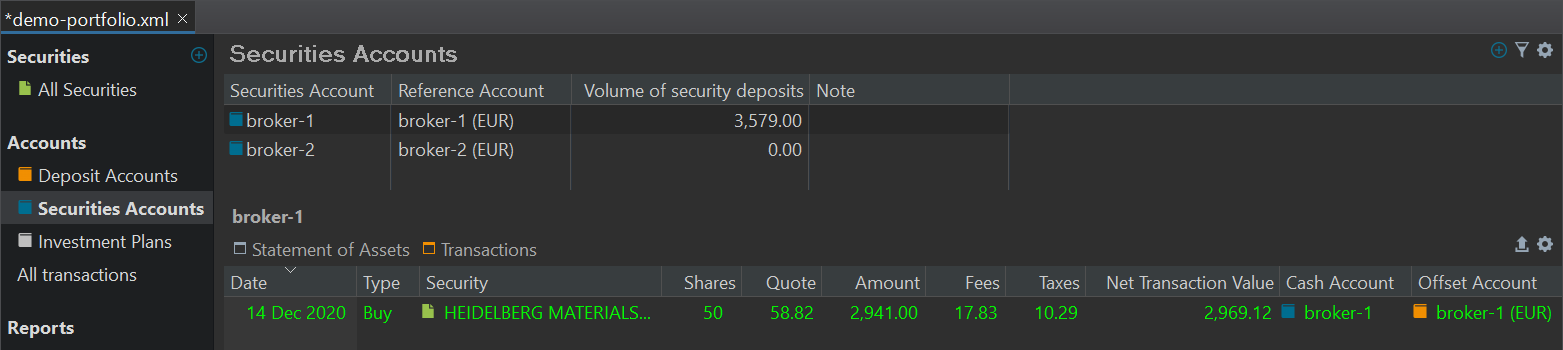 *demo-portfolio.xml
Securities
All Securities
Accounts
Deposit Accounts
Securities Accounts
Investment Plans
All transactions
Reports
Securities Accounts
Securities Account Reference Account Volume of security deposits Note
broker-1 broker-1 (EUR) 3,579.00
broker-2 broker-2 (EUR) 0.00
broker-1
Statement of Assets Transactions
Date Type Security Shares Quote Amount Fees Taxes Net Transaction Value Cash Account Offset Account
14 Dec 2020 Buy HEIDELBERG MATERIALS... 50 58.82 2,941.00 17.83 10.29 2,969.12 broker-1 broker-1 (EUR)